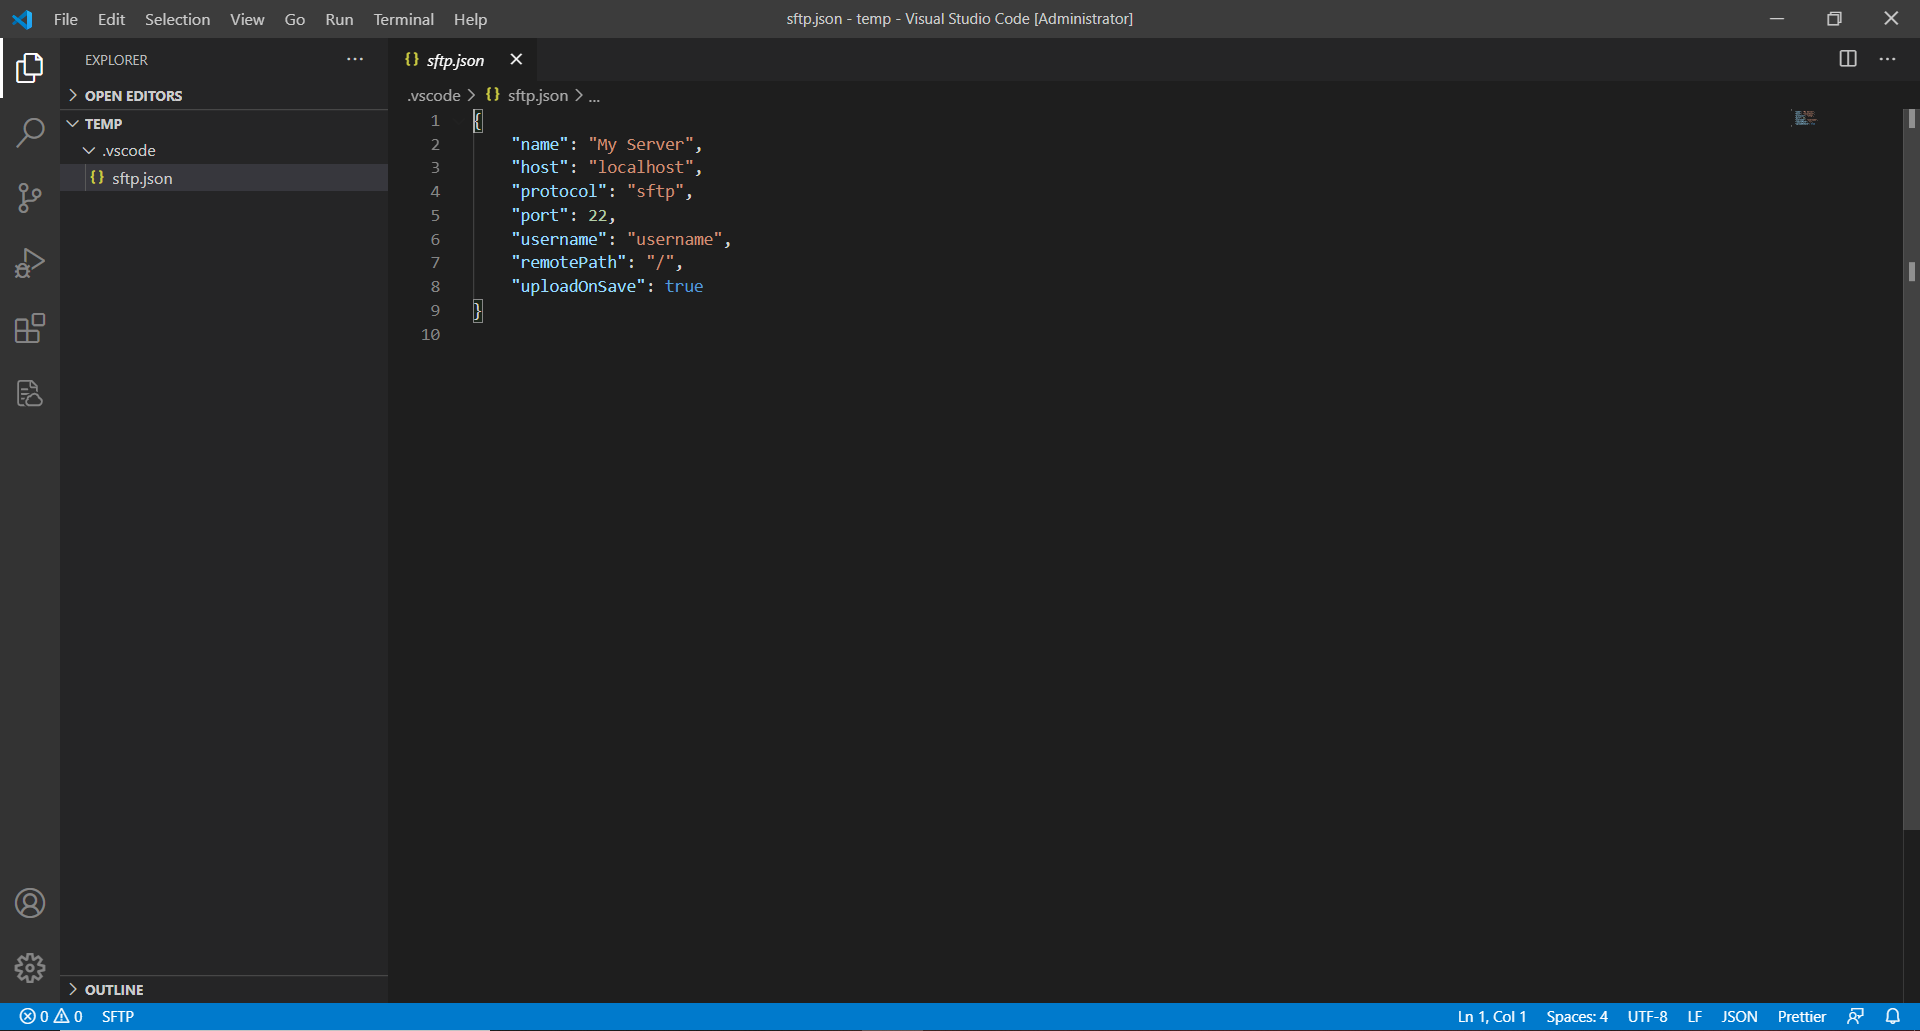 File Edit Selection View Go Run Terminal Help
sftp.json - temp - Visual Studio Code [Administrator]
EXPLORER
OPEN EDITORS
TEMP
.vscode
{} sftp.json
OUTLINE
{} sftp.json
.vscode > {} sftp.json > ...
1 {
2 "name": "My Server",
3 "host": "localhost",
4 "protocol": "sftp",
5 "port": 22,
6 "username": "username",
7 "remotePath": "/",
8 "uploadOnSave": true
9 }
10
0 0 SFTP
Ln 1, Col 1 Spaces: 4 UTF-8 LF JSON Prettier